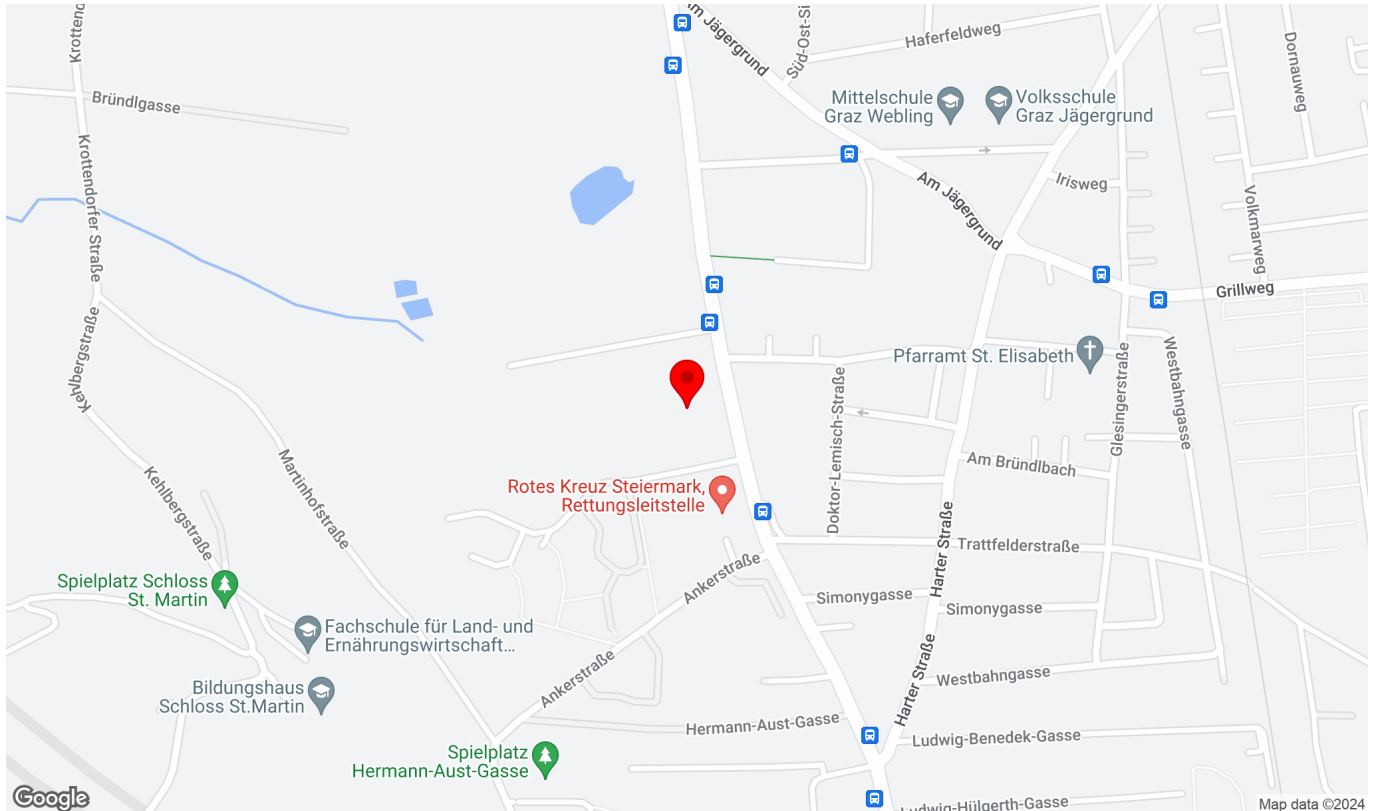 Krottend
Am Jägergrund
Süd-Ost-Si
Haferfeldweg
Dornauweg
Bründlgasse
Mittelschule
Graz Webling
Volksschule
Graz Jägergrund
Krottendorfer Straße
Irisweg
Am Jägergrund
Volkmarweg
Grillweg
Kehlbergstraße
Pfarramt St. Elisabeth
Glesingerstraße
Westbahngasse
Doktor-Lemisch-Straße
Martinhofstraße
Am Bründlbach
Kehlbergstraße
Rotes Kreuz Steiermark,
Rettungsleitstelle
Harter Straße
Trattfelderstraße
Spielplatz Schloss
St. Martin
Ankerstraße
Simonygasse
Simonygasse
Fachschule für Land- und
Ernährungswirtschaft...
Ankerstraße
Harter Straße
Westbahngasse
Bildungshaus
Schloss St.Martin
Hermann-Aust-Gasse
Ludwig-Benedek-Gasse
Spielplatz
Hermann-Aust-Gasse
Ludwig-Hülgerth-Gasse
Google
Map data ©2024